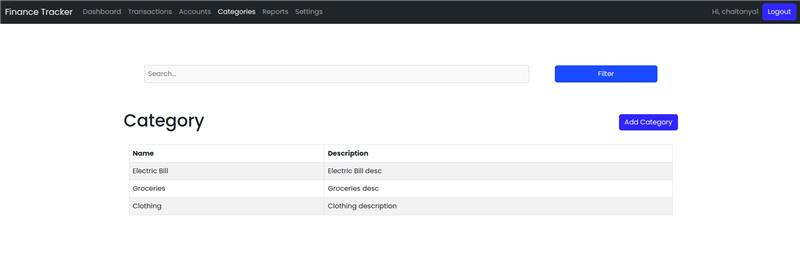 Finance Tracker Dashboard Transactions Accounts Categories Reports Settings Hi, chaitanya1 Logout
Search... Filter
Category Add Category
Name Description
Electric Bill Electric Bill desc
Groceries Groceries desc
Clothing Clothing description